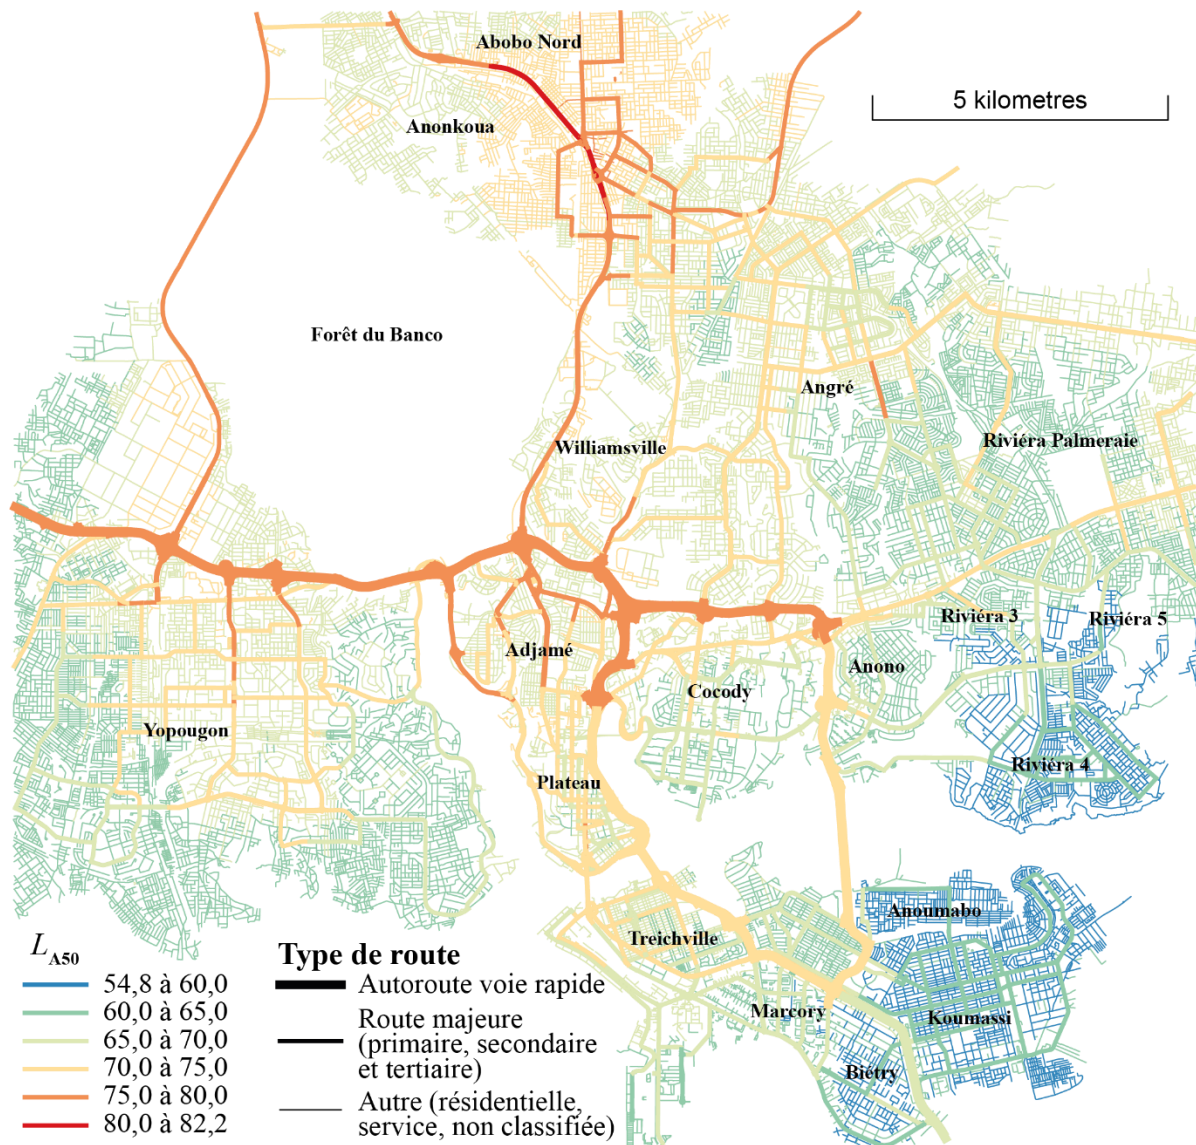 Abobo Nord
5 kilometres
Anonkoua
Forêt du Banco
Angré
Williamsville
Riviéra Palmeraie
Riviéra 3
Riviéra 5
Adjamé
Anono
Cocody
Yopougon
Riviéra 4
Plateau
Anoumabo
Treichville
Marcory
Koumassi
Biétry
LA50
54,8 à 60,0
60,0 à 65,0
65,0 à 70,0
70,0 à 75,0
75,0 à 80,0
80,0 à 82,2
Type de route
Autoroute voie rapide
Route majeure
(primaire, secondaire
et tertiaire)
Autre (résidentielle,
service, non classifiée)